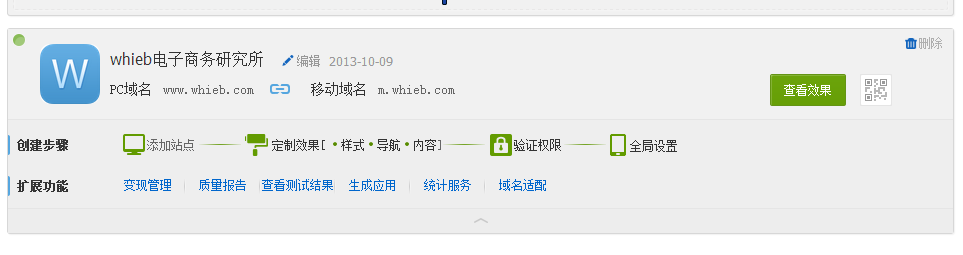 删除
W
whieb电子商务研究所 编辑 2013-10-09
PC域名 www.whieb.com 移动域名 m.whieb.com
查看效果
创建步骤 添加站点 定制效果[ •样式•导航•内容] 验证权限 全局设置
扩展功能 变现管理 质量报告 查看测试结果 生成应用 统计服务 域名适配